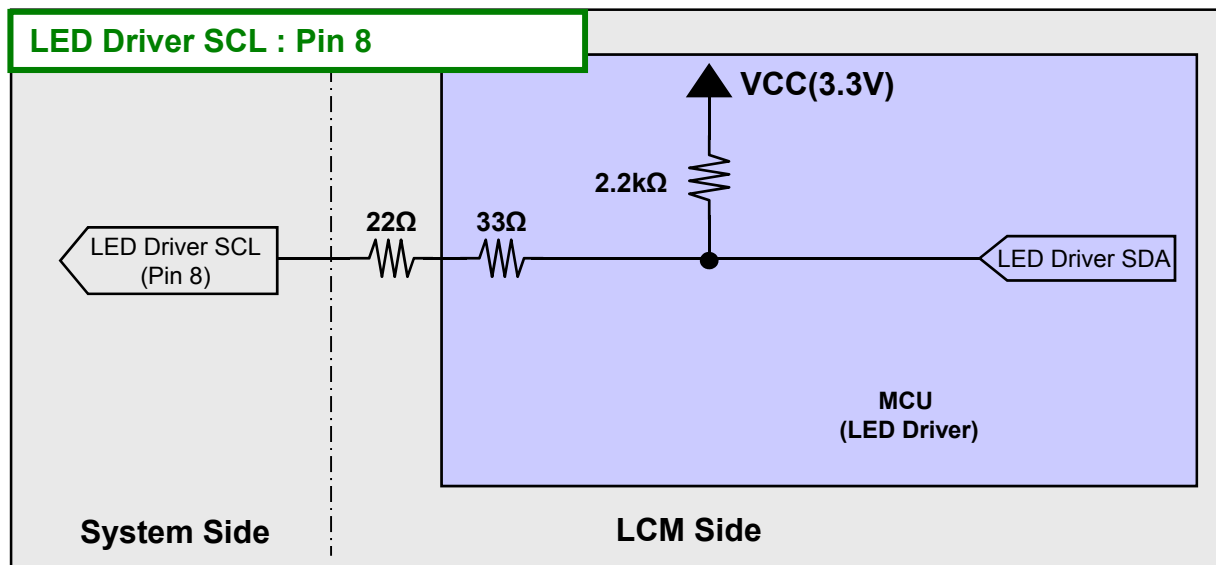 LED Driver SCL : Pin 8
VCC(3.3V)
2.2kΩ
22Ω
33Ω
LED Driver SCL
(Pin 8)
LED Driver SDA
MCU
(LED Driver)
System Side
LCM Side